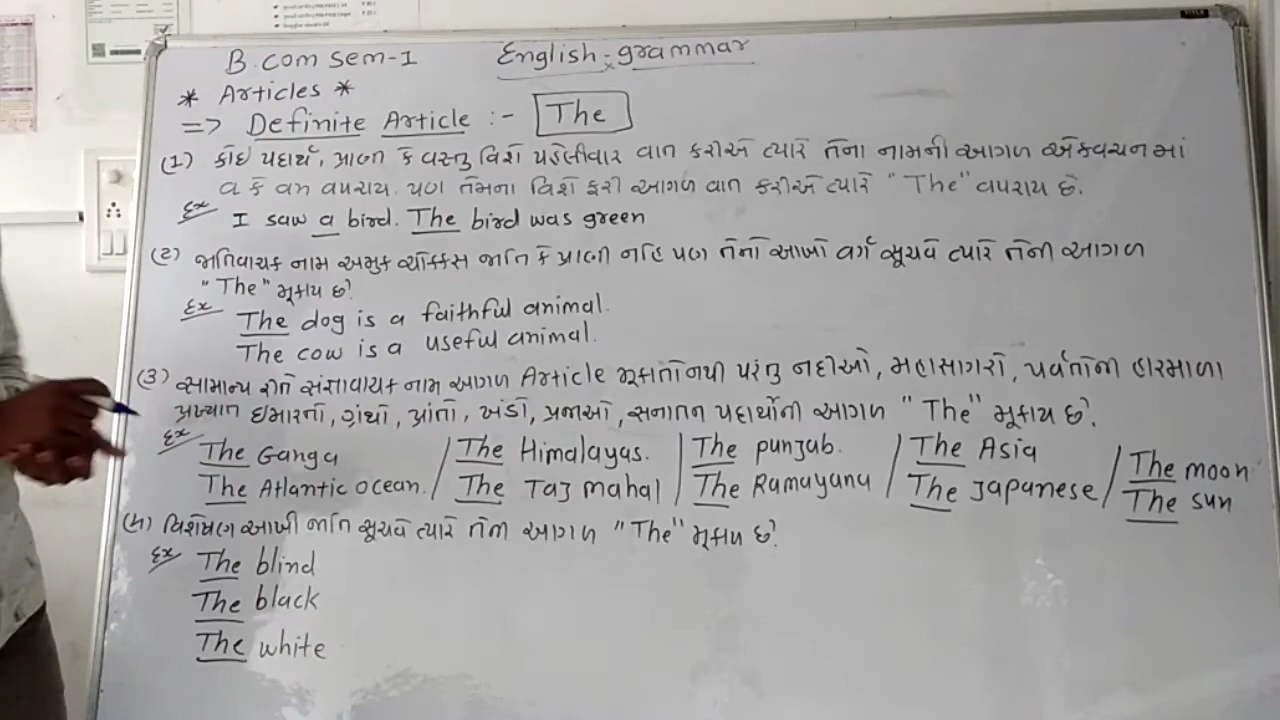 B.com sem-1 English-grammar
* Articles *
=> Definite Article :- The
(1) કોઇ પદાર્થ, પ્રાણી કે વસ્તુ વિશે પહેલીવાર વાત કરીએ ત્યારે તેના નામની આગળ એકવચન માં
a કે an વપરાય. પણ તેમના વિશે ફરી આગળ વાત કરીએ ત્યારે "The" વપરાય છે.
Ex I saw a bird. The bird was green
(૨) જાતિવાચક નામ અમુક ચોક્કસ જાતિ કે પ્રાણી નહિ પણ તેનો આખો વર્ગ સૂચવે ત્યારે તેની આગળ
"The" મૂકાય છે.
Ex The dog is a faithful animal.
The cow is a useful animal.
(૩) સામાન્ય રીતે સંજ્ઞાવાચક નામ આગળ Article મૂકાતો નથી પરંતુ નદીઓ, મહાસાગરો, પર્વતોની હારમાળા
પ્રખ્યાત ઇમારતો, ગ્રંથો, પ્રાંતો, ખંડો, પ્રજાઓ, સનાતન પદાર્થોની આગળ "The" મૂકાય છે.
Ex The Ganga / The Himalayas. / The punjab. / The Asia / The moon
The Atlantic ocean. / The Taj mahal / The Ramayana / The Japanese / The sun
(૫) વિશેષણ આખી જાતિ સૂચવે ત્યારે તેની આગળ "The" મૂકાય છે.
Ex The blind
The black
The white